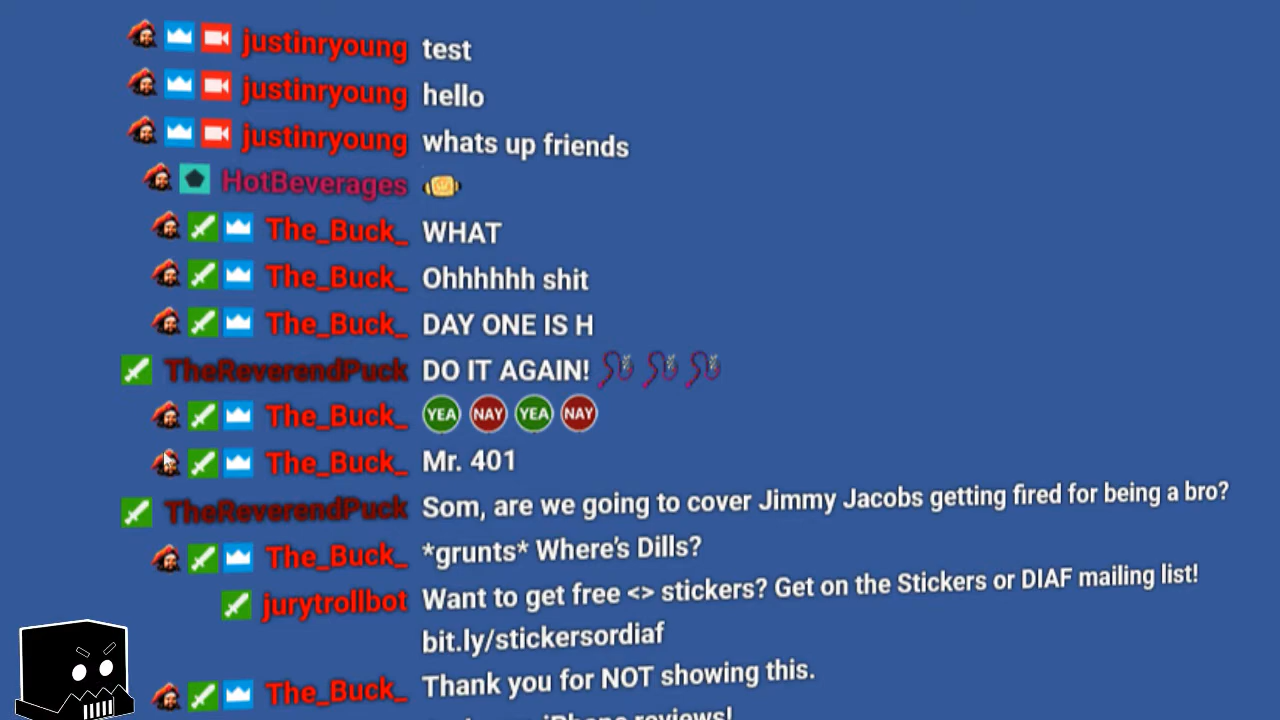 justinryoung test
justinryoung hello
justinryoung whats up friends
HotBeverages
The_Buck_ WHAT
The_Buck_ Ohhhhhh shit
The_Buck_ DAY ONE IS H
TheReverendPuck DO IT AGAIN!
The_Buck_ YEA NAY YEA NAY
The_Buck_ Mr. 401
TheReverendPuck Som, are we going to cover Jimmy Jacobs getting fired for being a bro?
The_Buck_ *grunts* Where's Dills?
jurytrollbot Want to get free <> stickers? Get on the Stickers or DIAF mailing list!
bit.ly/stickersordiaf
The_Buck_ Thank you for NOT showing this.
iPhone reviews!